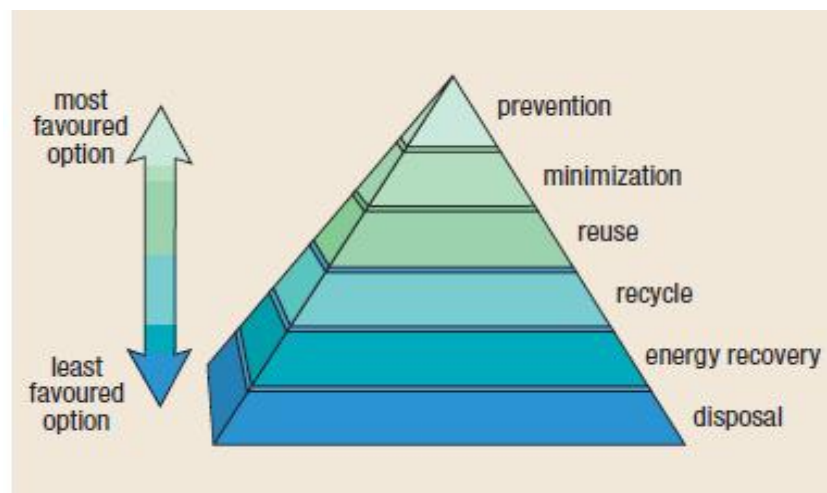 most
favoured
option
prevention
minimization
reuse
recycle
energy recovery
disposal
least
favoured
option